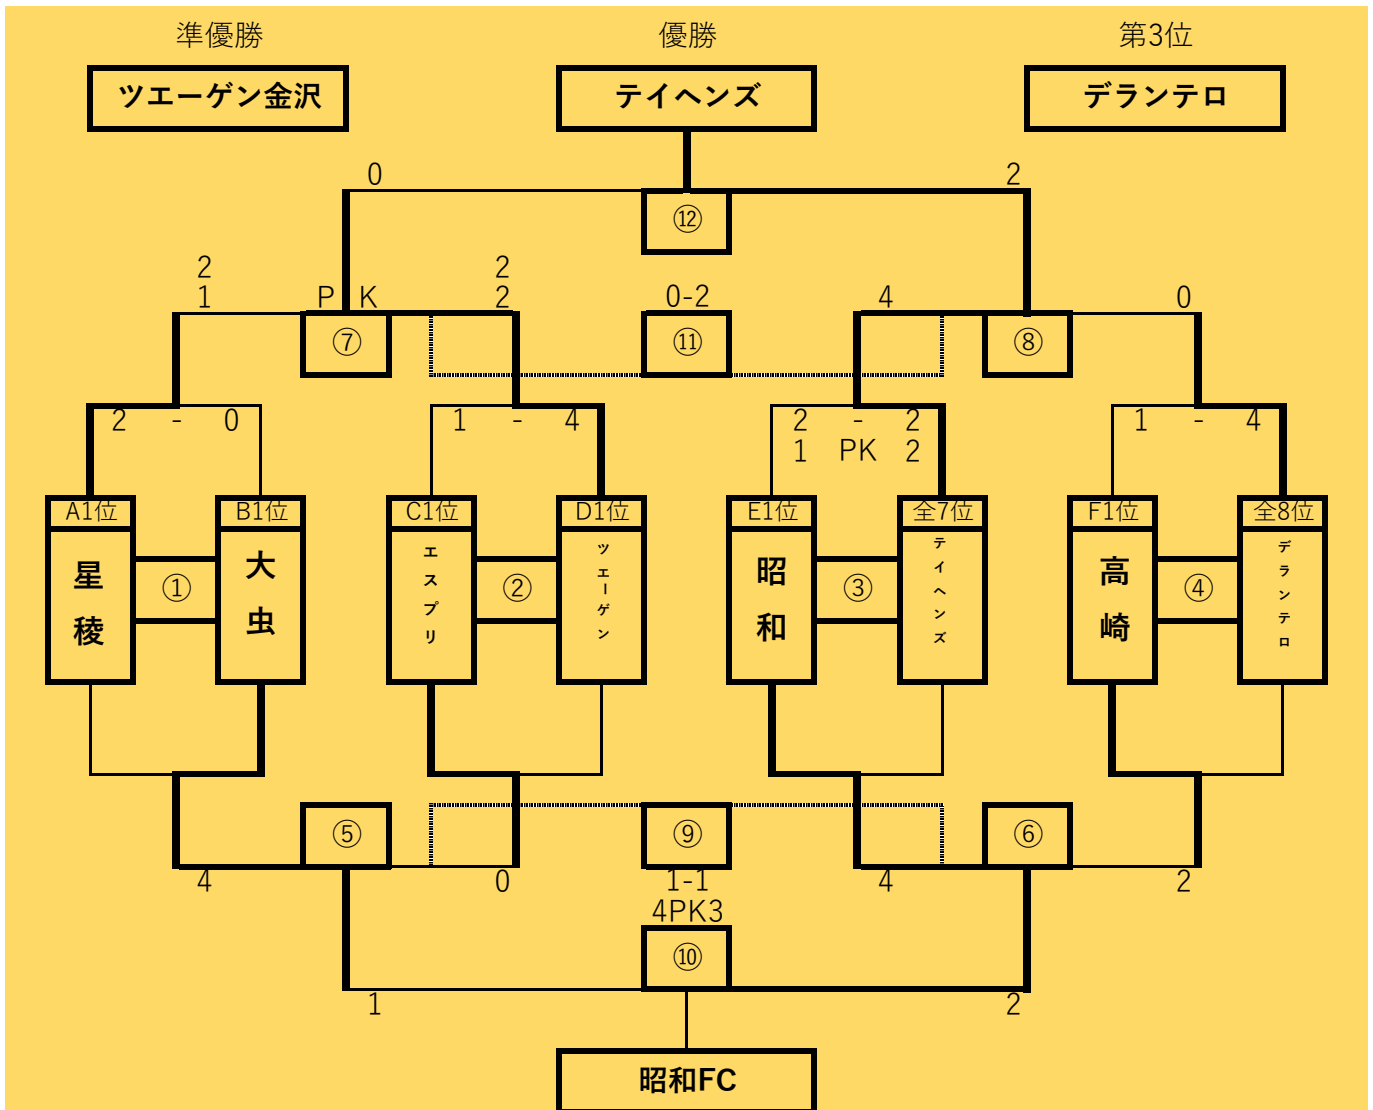 準優勝 優勝 第3位
ツエーゲン金沢 テイヘンズ デランテロ
0 2
⑫
2 2
1 PK 2 0-2 4 0
⑦ ⑪ ⑧
2 - 0 1 - 4 2 - 2 1 - 4
1 PK 2
A1位 B1位 C1位 D1位 E1位 全7位 F1位 全8位
星稜 ① 大虫 エスプリ ② ツエーゲン 昭和 ③ テイヘンズ 高崎 ④ デランテロ
⑤ ⑨ ⑥
4 0 1-1 4 2
4PK3
⑩
1 2
昭和FC